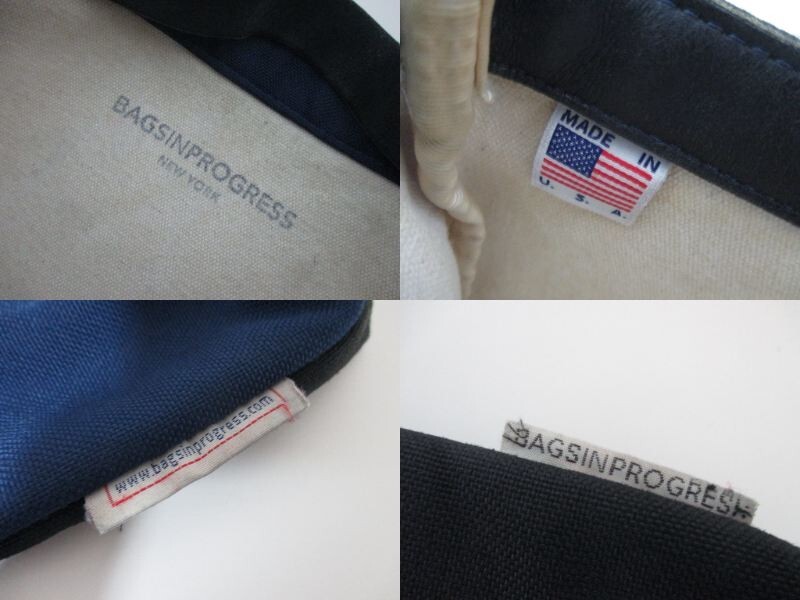 BAGSINPROGRESS
NEW YORK
MADE IN
U. S. A.
www.bagsinprogress.com
BAGSINPROGRESS